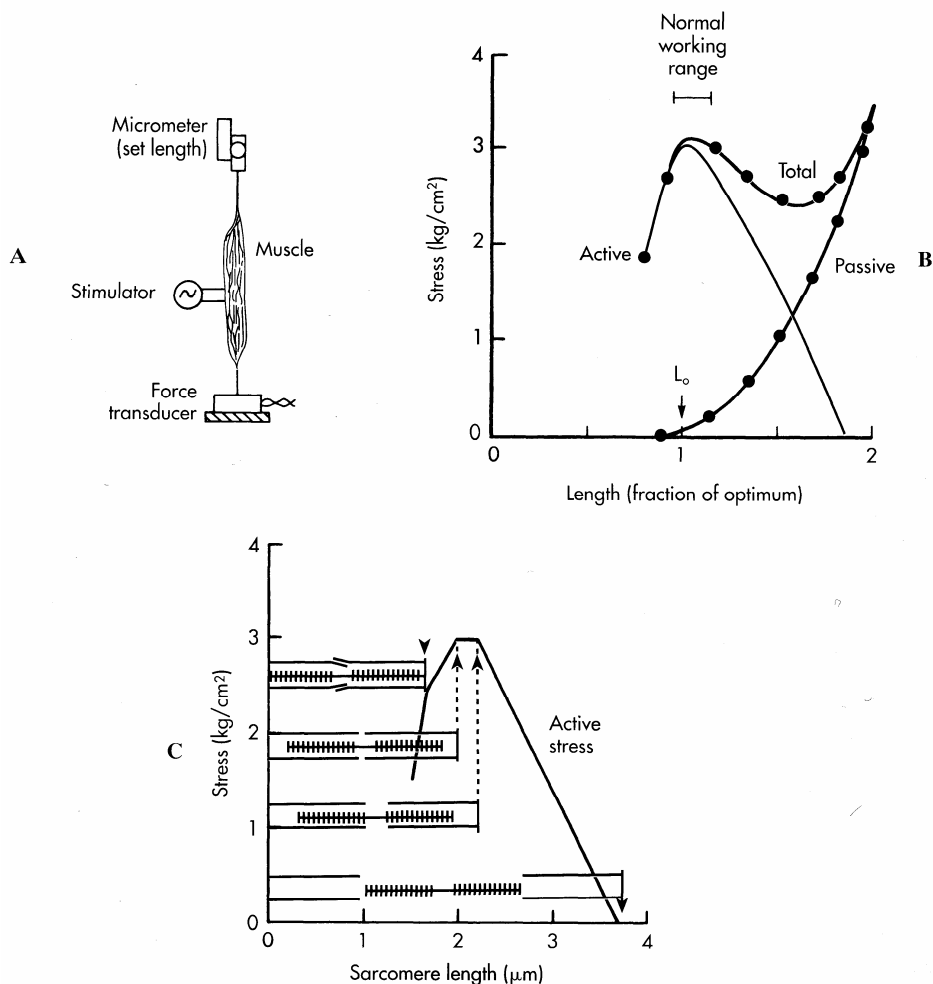 A
Micrometer
(set length)
Muscle
Stimulator
Force
transducer
B
Normal
working
range
4
3
2
1
0
Stress (kg/cm²)
Active
Total
Passive
Lₒ
0
1
2
Length (fraction of optimum)
C
4
3
2
1
0
Stress (kg/cm²)
Active
stress
0
1
2
3
4
Sarcomere length (μm)